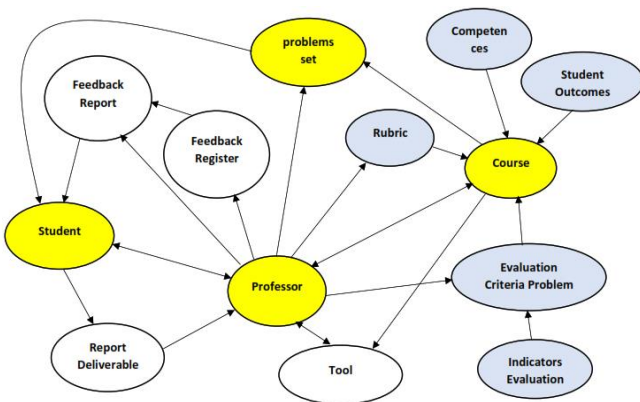 problems
set
Competen
ces
Student
Outcomes
Feedback
Report
Feedback
Register
Rubric
Course
Student
Professor
Evaluation
Criteria Problem
Report
Deliverable
Tool
Indicators
Evaluation